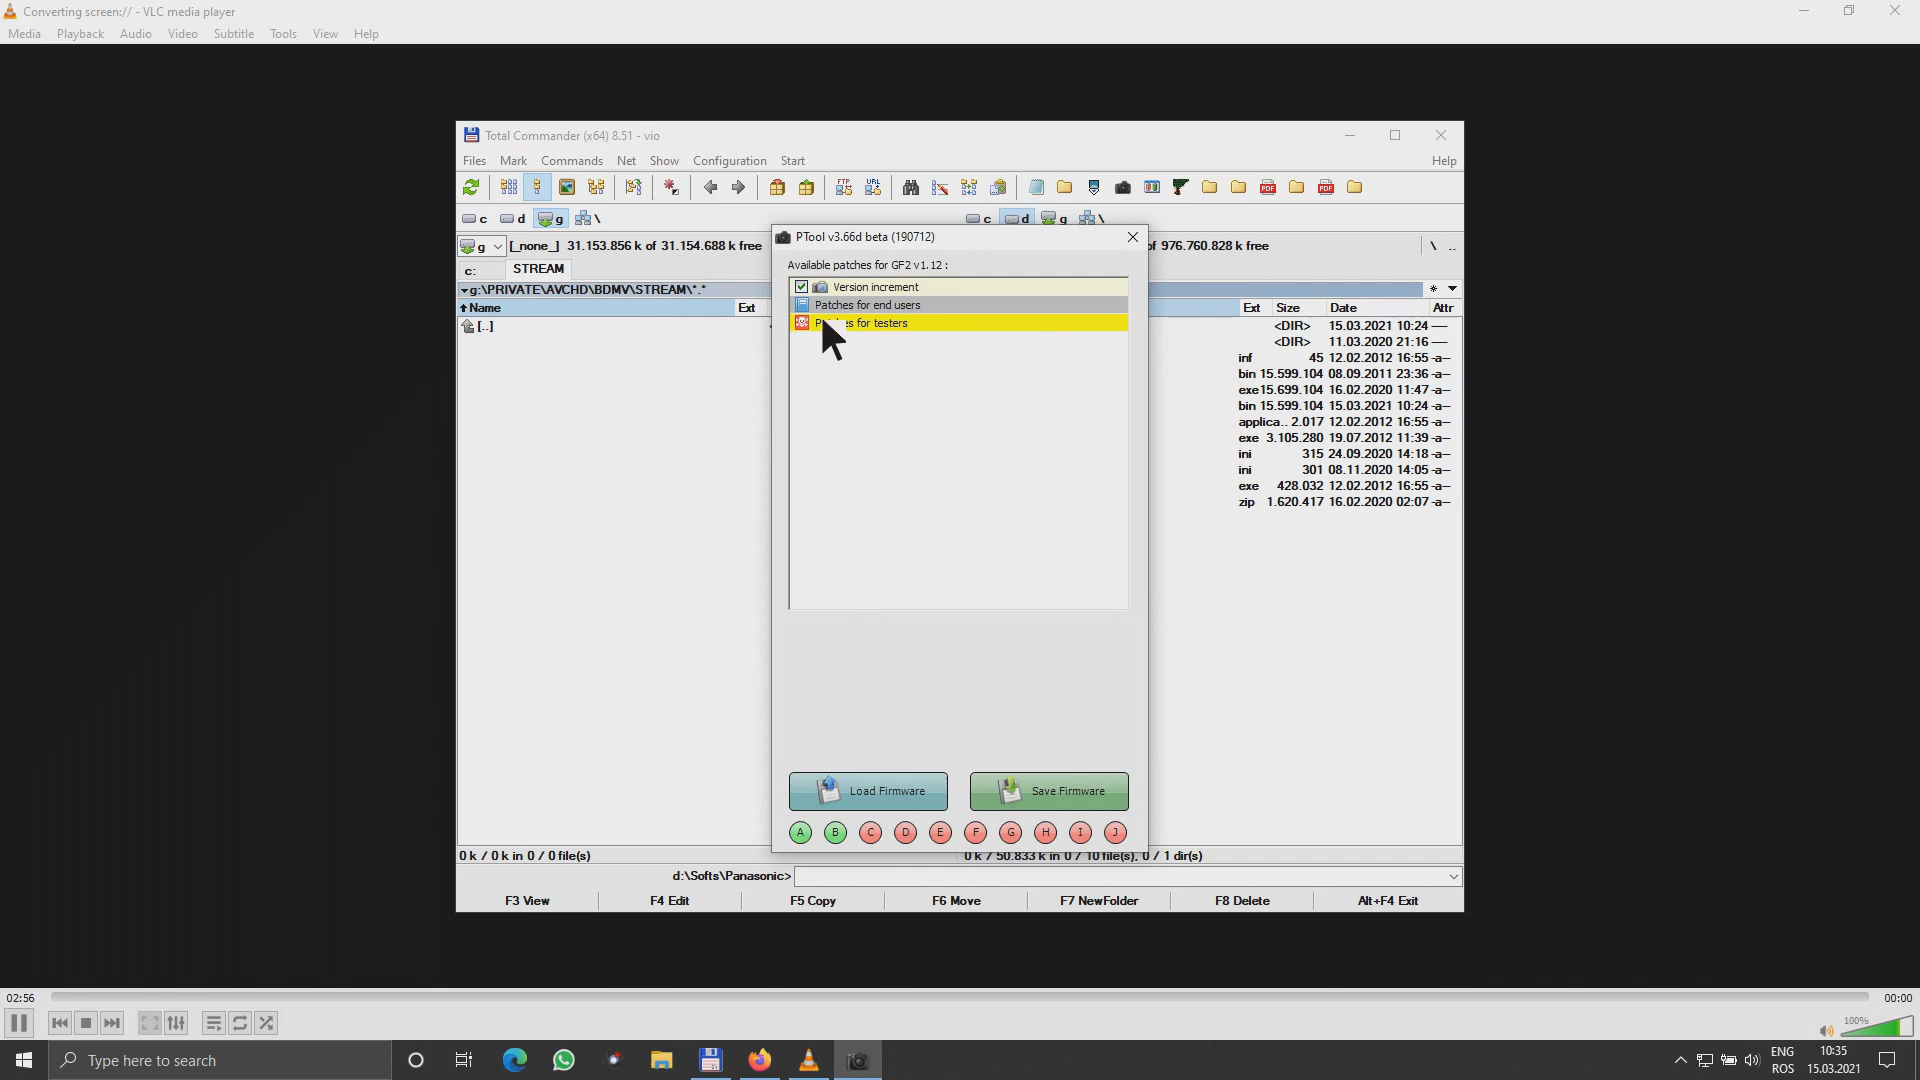 Converting screen:// - VLC media player
Media Playback Audio Video Subtitle Tools View Help
Total Commander (x64) 8.51 - vio
Files Mark Commands Net Show Configuration Start Help
FTP URL PDF PDF
c d g \ c d g \
g [_none_] 31.153.856 k of 31.154.688 k free
of 976.760.828 k free \ ..
c: STREAM
g:\PRIVATE\AVCHD\BDMV\STREAM\*.* *
Name Ext
[..]
Ext Size Date Attr
<DIR> 15.03.2021 10:24 ----
<DIR> 11.03.2020 21:16 ----
inf 45 12.02.2012 16:55 -a--
bin 15.599.104 08.09.2011 23:36 -a--
exe 15.699.104 16.02.2020 11:47 -a--
bin 15.599.104 15.03.2021 10:24 -a--
applica.. 2.017 12.02.2012 16:55 -a--
exe 3.105.280 19.07.2012 11:39 -a--
ini 315 24.09.2020 14:18 -a--
ini 301 08.11.2020 14:05 -a--
exe 428.032 12.02.2012 16:55 -a--
zip 1.620.417 16.02.2020 02:07 -a--
PTool v3.66d beta (190712)
Available patches for GF2 v1.12 :
Version increment
Patches for end users
for testers
Load Firmware Save Firmware
A B C D E F G H I J
0 k / 0 k in 0 / 0 file(s)
0 k / 50.833 k in 0 / 10 file(s), 0 / 1 dir(s)
d:\Softs\Panasonic>
F3 View F4 Edit F5 Copy F6 Move F7 NewFolder F8 Delete Alt+F4 Exit
02:56 00:00
100%
Type here to search
ENG 10:35
ROS 15.03.2021